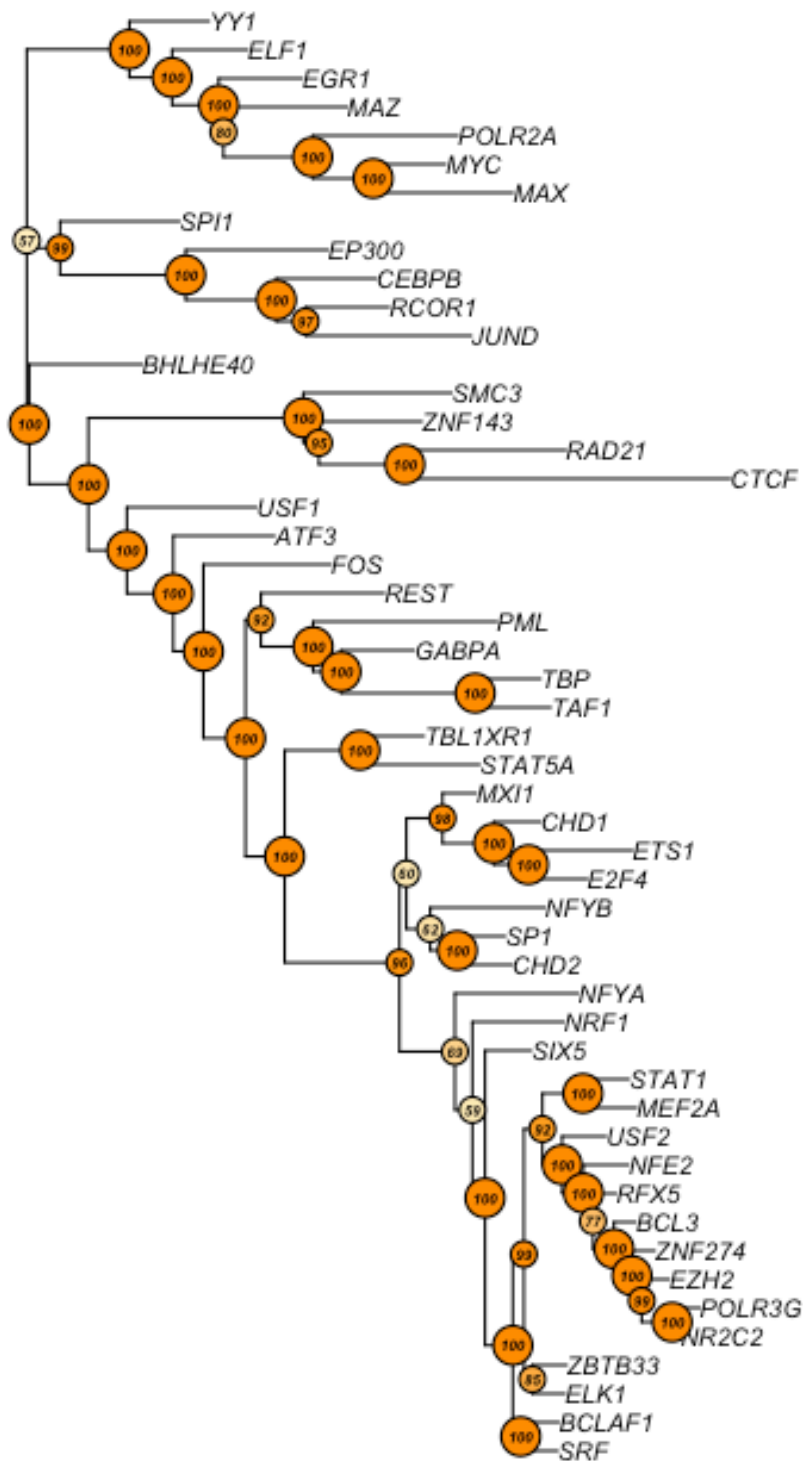 YY1
100
ELF1
100
EGR1
100
MAZ
80
POLR2A
100
MYC
100
MAX
SPI1
57
99
EP300
100
CEBPB
100
RCOR1
97
JUND
BHLHE40
100
SMC3
100
ZNF143
95
RAD21
100
CTCF
100
USF1
ATF3
100
FOS
100
REST
92
PML
100
100
GABPA
100
TBP
100
TAF1
100
TBL1XR1
100
STAT5A
MXI1
98
CHD1
100
ETS1
100
100
E2F4
60
NFYB
52
SP1
100
CHD2
96
NFYA
NRF1
69
SIX5
STAT1
100
MEF2A
59
92
USF2
100
NFE2
100
RFX5
100
77
BCL3
100
ZNF274
99
100
EZH2
99
POLR3G
100
NR2C2
100
ZBTB33
85
ELK1
BCLAF1
100
SRF